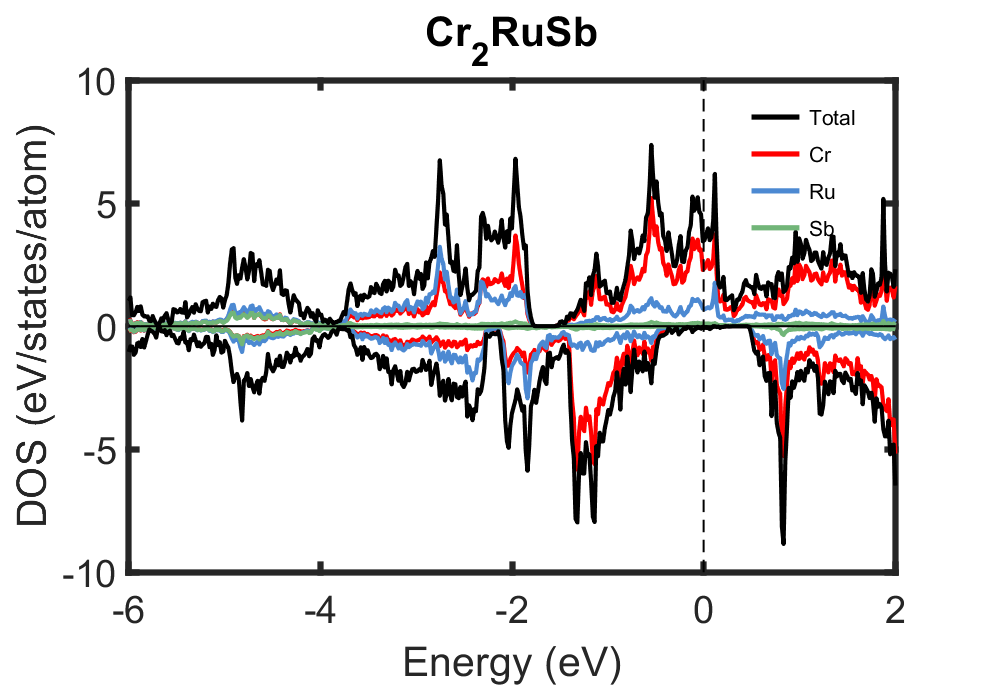 Cr2RuSb
10
5
0
0
-5
-10
-6
-4
-2
0
2
DOS (eV/states/atom)
Energy (eV)
Total
Cr
Ru
Sb